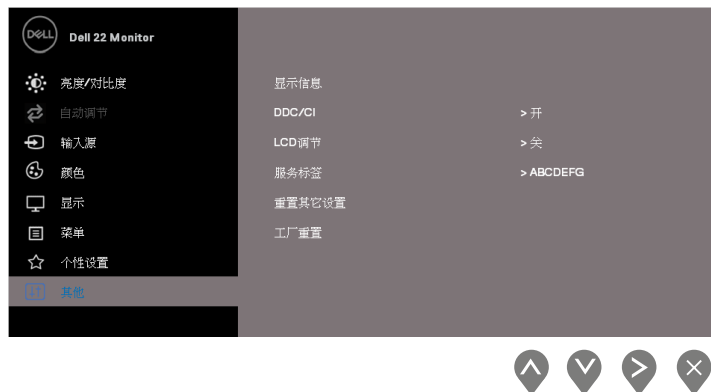 DELL Dell 22 Monitor
亮度/对比度 显示信息
自动调节 DDC/CI > 开
输入源 LCD调节 > 关
颜色 服务标签 > ABCDEFG
显示 重置其它设置
菜单 工厂重置
个性设置
其他